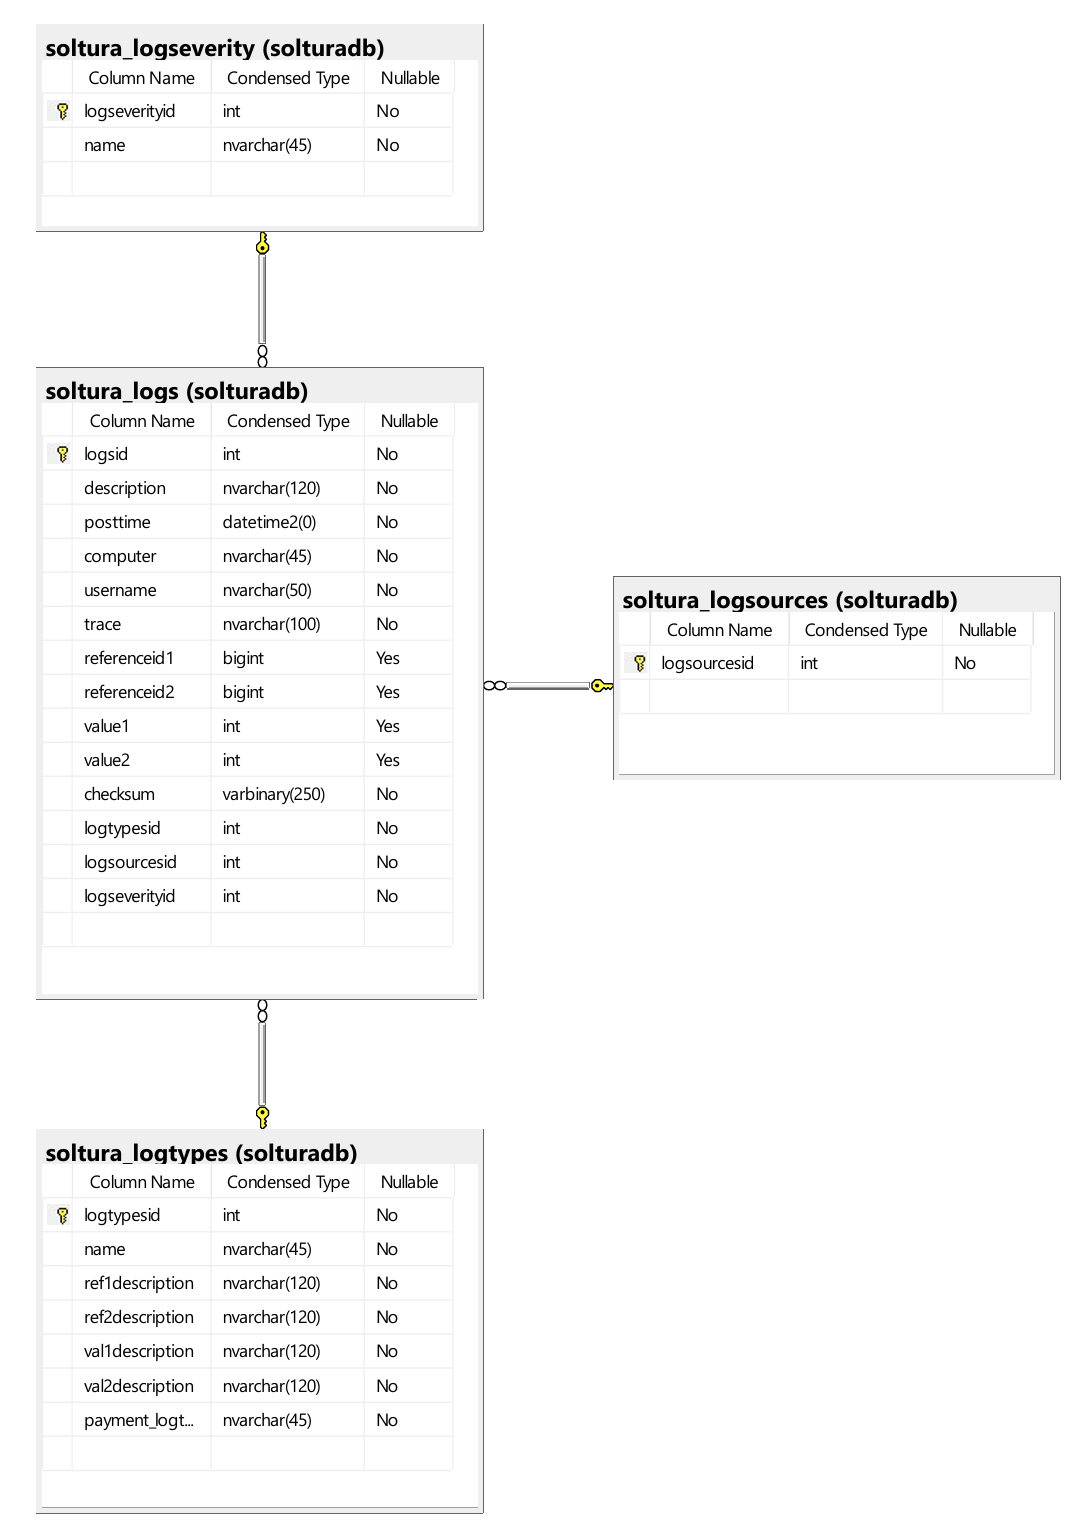 soltura_logseverity (solturadb)
Column Name Condensed Type Nullable
logseverityid int No
name nvarchar(45) No
soltura_logs (solturadb)
Column Name Condensed Type Nullable
logsid int No
description nvarchar(120) No
posttime datetime2(0) No
computer nvarchar(45) No
username nvarchar(50) No
trace nvarchar(100) No
referenceid1 bigint Yes
referenceid2 bigint Yes
value1 int Yes
value2 int Yes
checksum varbinary(250) No
logtypesid int No
logsourcesid int No
logseverityid int No
soltura_logsources (solturadb)
Column Name Condensed Type Nullable
logsourcesid int No
soltura_logtypes (solturadb)
Column Name Condensed Type Nullable
logtypesid int No
name nvarchar(45) No
ref1description nvarchar(120) No
ref2description nvarchar(120) No
val1description nvarchar(120) No
val2description nvarchar(120) No
payment_logt... nvarchar(45) No